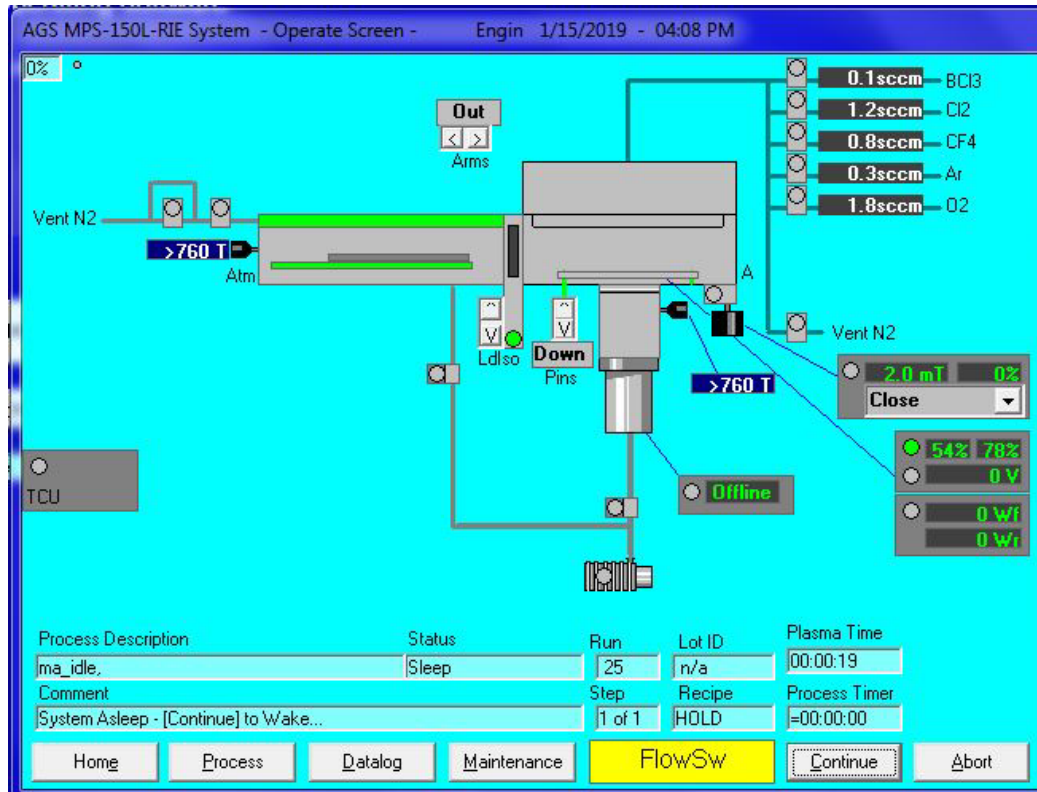 AGS MPS-150L-RIE System - Operate Screen - Engin 1/15/2019 - 04:08 PM
0% °
0.1sccm BCl3
Out
1.2sccm Cl2
< >
0.8sccm CF4
Arms
0.3sccm Ar
1.8sccm O2
Vent N2
>760 T
Atm
A
^ ^
V V
LdIso
Down
Pins
Vent N2
>760 T
2.0 mT 0%
Close
54% 78%
0 V
TCU
Offline
0 Wf
0 Wr
Process Description Status Run Lot ID Plasma Time
ma_idle, Sleep 25 n/a 00:00:19
Comment Step Recipe Process Timer
System Asleep - [Continue] to Wake... 1 of 1 HOLD =00:00:00
Home Process Datalog Maintenance FlowSw Continue Abort